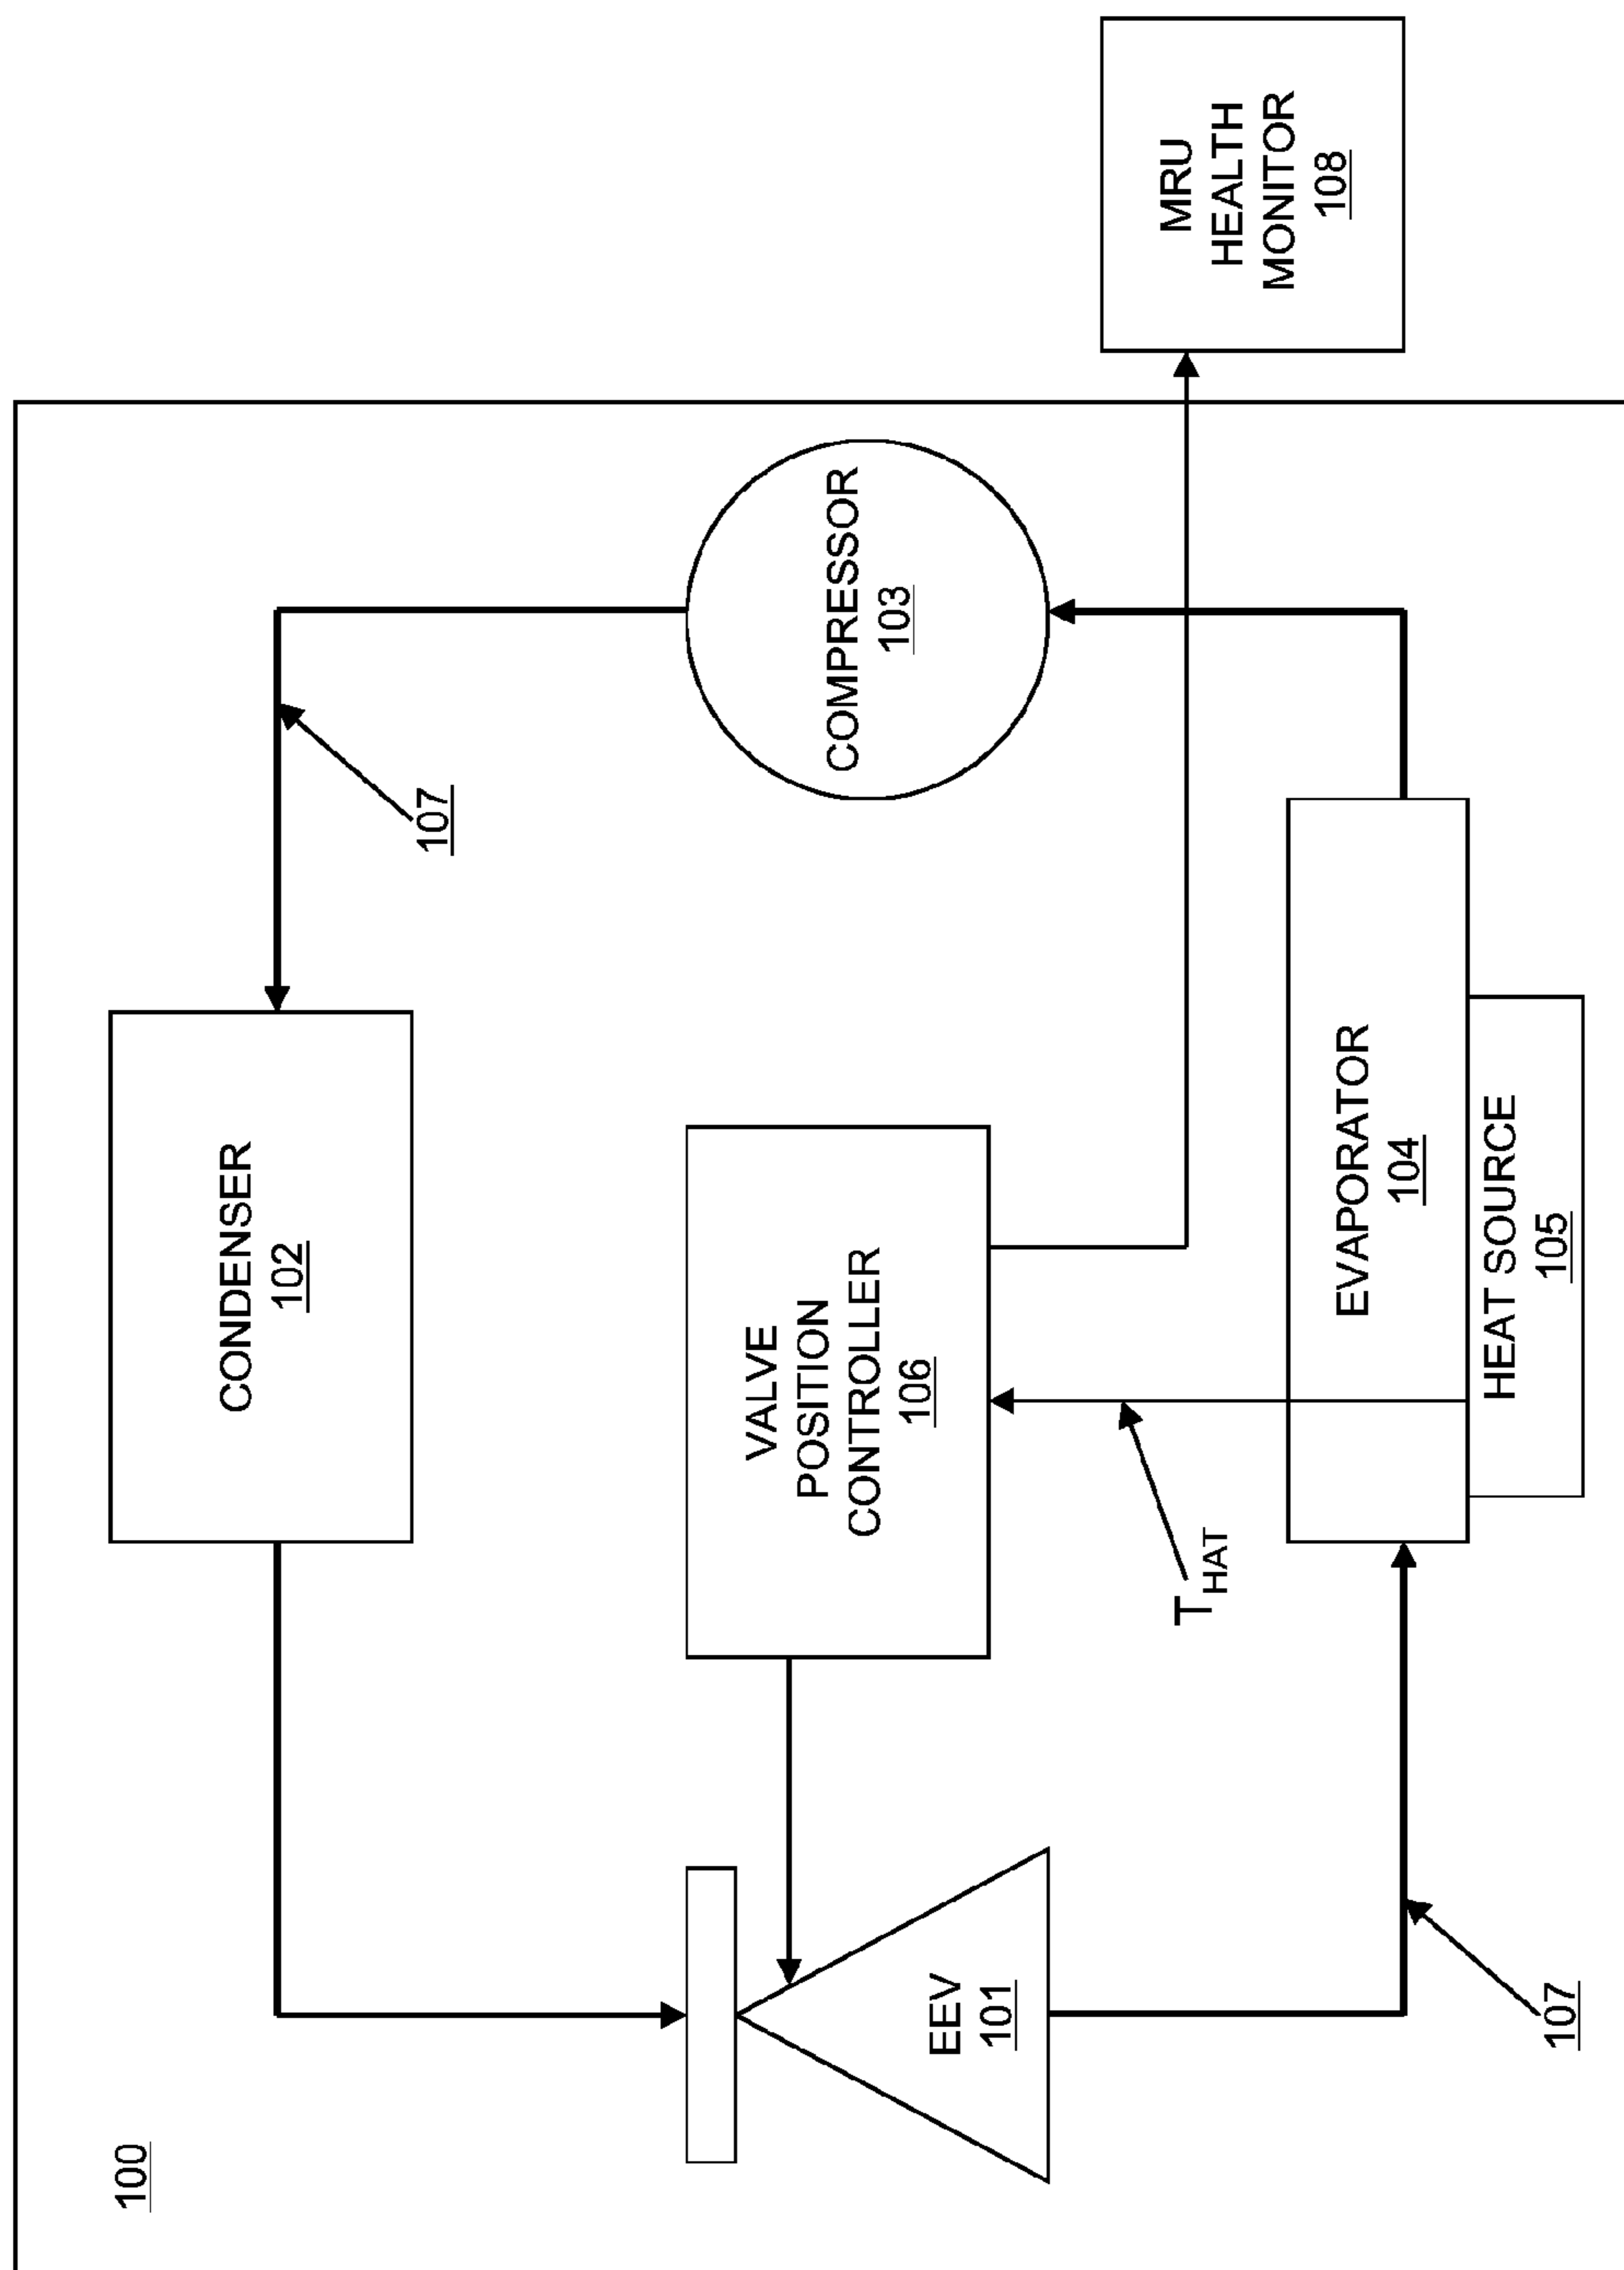 100
CONDENSER
102
107
EEV
101
VALVE
POSITION
CONTROLLER
106
COMPRESSOR
103
MRU
HEALTH
MONITOR
108
THAT
EVAPORATOR
104
HEAT SOURCE
105
107